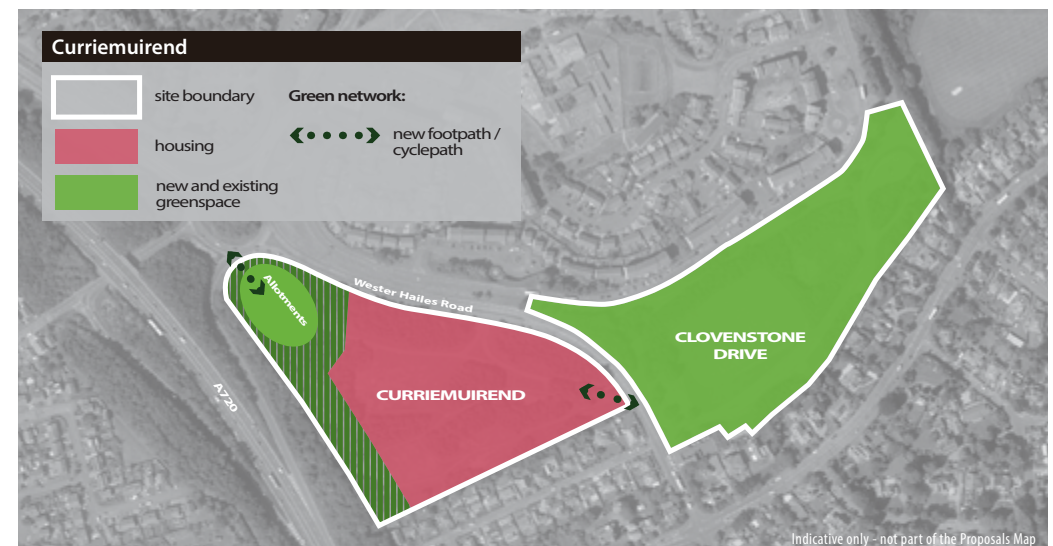 Curriemuirend
site boundary
housing
new and existing
greenspace
Green network:
new footpath /
cyclepath
Allotments
Wester Hailes Road
A720
CURRIEMUIREND
CLOVENSTONE
DRIVE
Indicative only - not part of the Proposals Map